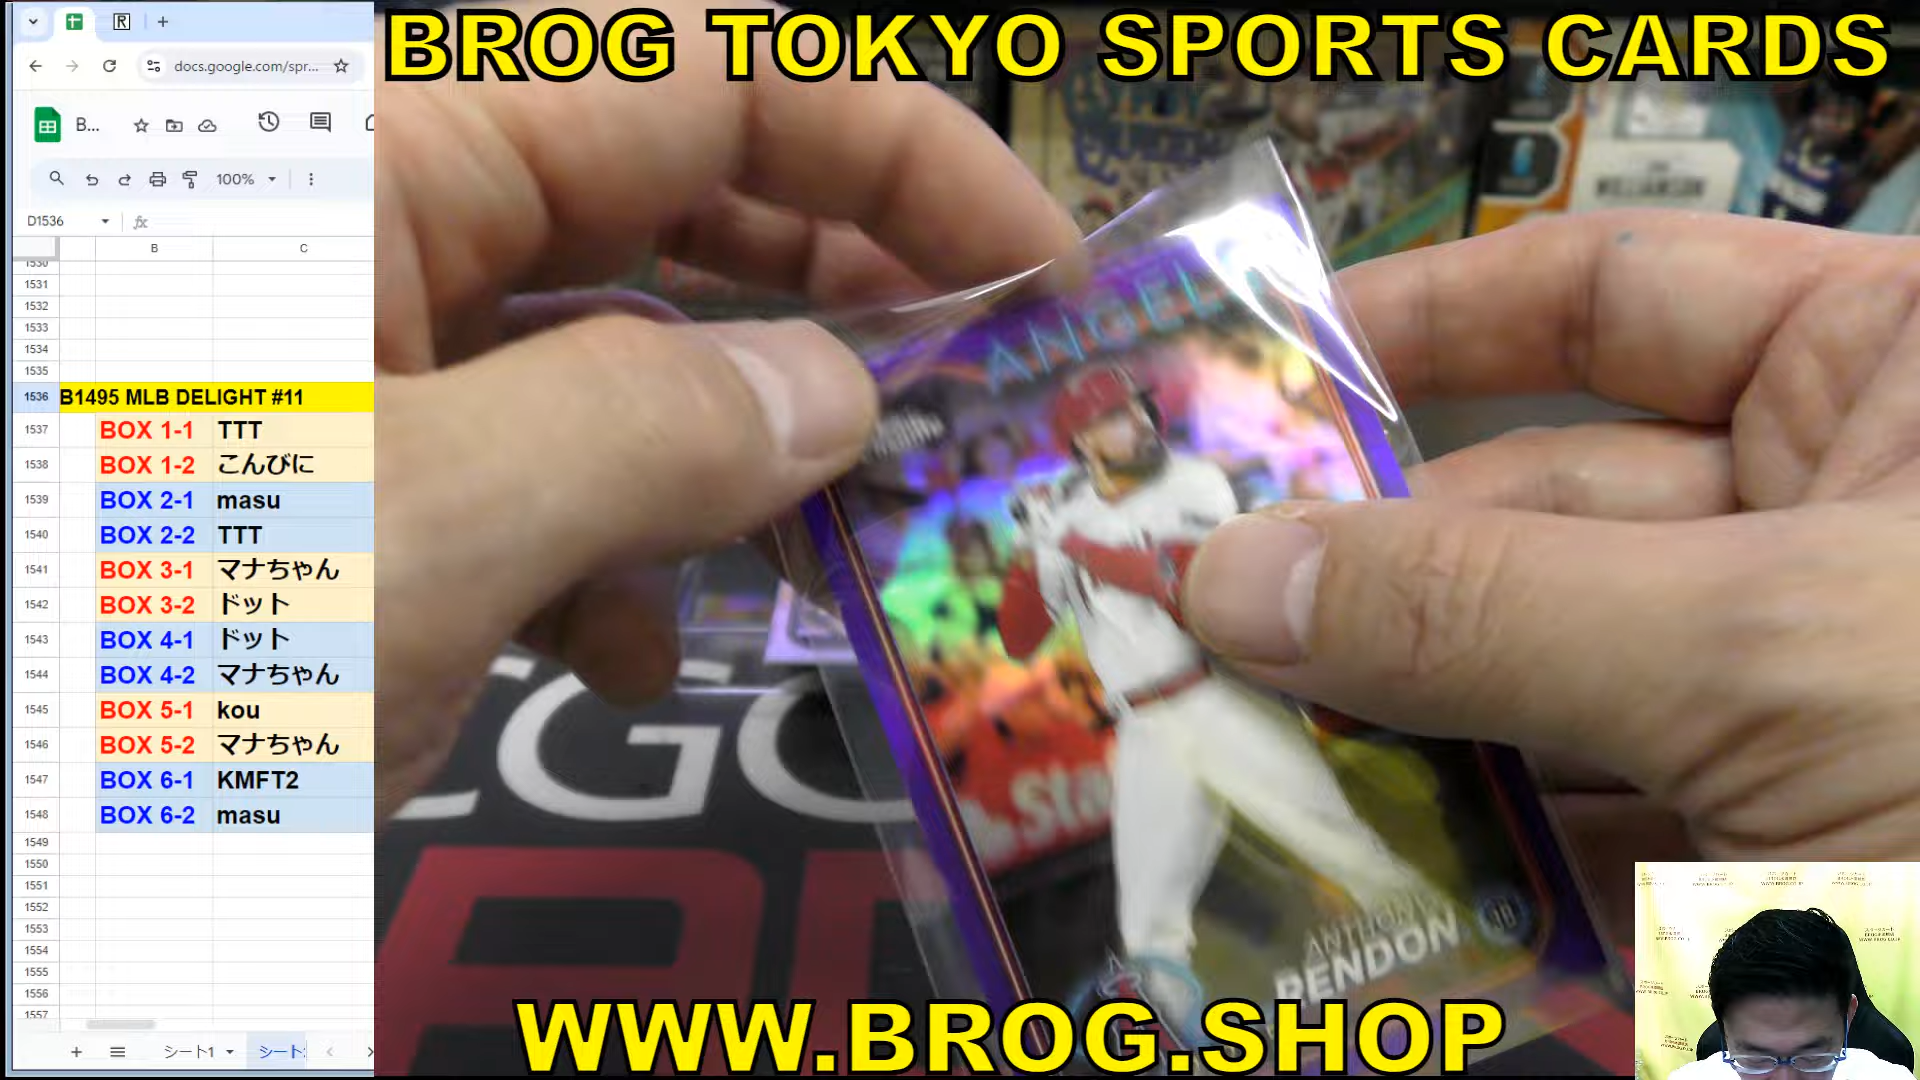 BROG TOKYO SPORTS CARDS
docs.google.com/spr...
B...
100%
D1536
fx
B C
1530
1531
1532
1533
1534
1535
1536 B1495 MLB DELIGHT #11
1537 BOX 1-1 TTT
1538 BOX 1-2 こんびに
1539 BOX 2-1 masu
1540 BOX 2-2 TTT
1541 BOX 3-1 マナちゃん
1542 BOX 3-2 ドット
1543 BOX 4-1 ドット
1544 BOX 4-2 マナちゃん
1545 BOX 5-1 kou
1546 BOX 5-2 マナちゃん
1547 BOX 6-1 KMFT2
1548 BOX 6-2 masu
1549
1550
1551
1552
1553
1554
1555
1556
1557
シート1 シート
ANGELS
ANTHONY
RENDON
WILLIAMSON
WWW.BROG.SHOP